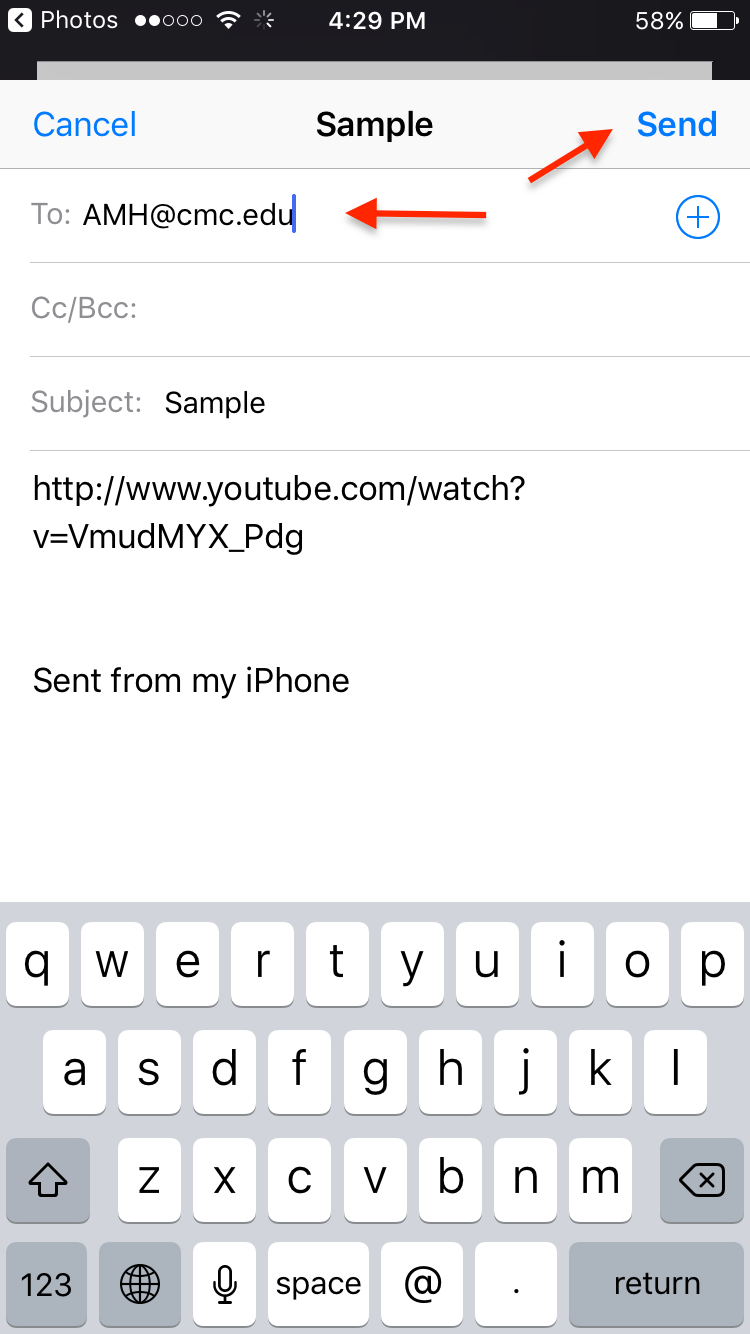 Photos 4:29 PM 58%
Cancel Sample Send
To: AMH@cmc.edu
Cc/Bcc:
Subject: Sample
http://www.youtube.com/watch?
v=VmudMYX_Pdg
Sent from my iPhone
q w e r t y u i o p
a s d f g h j k l
z x c v b n m
123 space @ . return